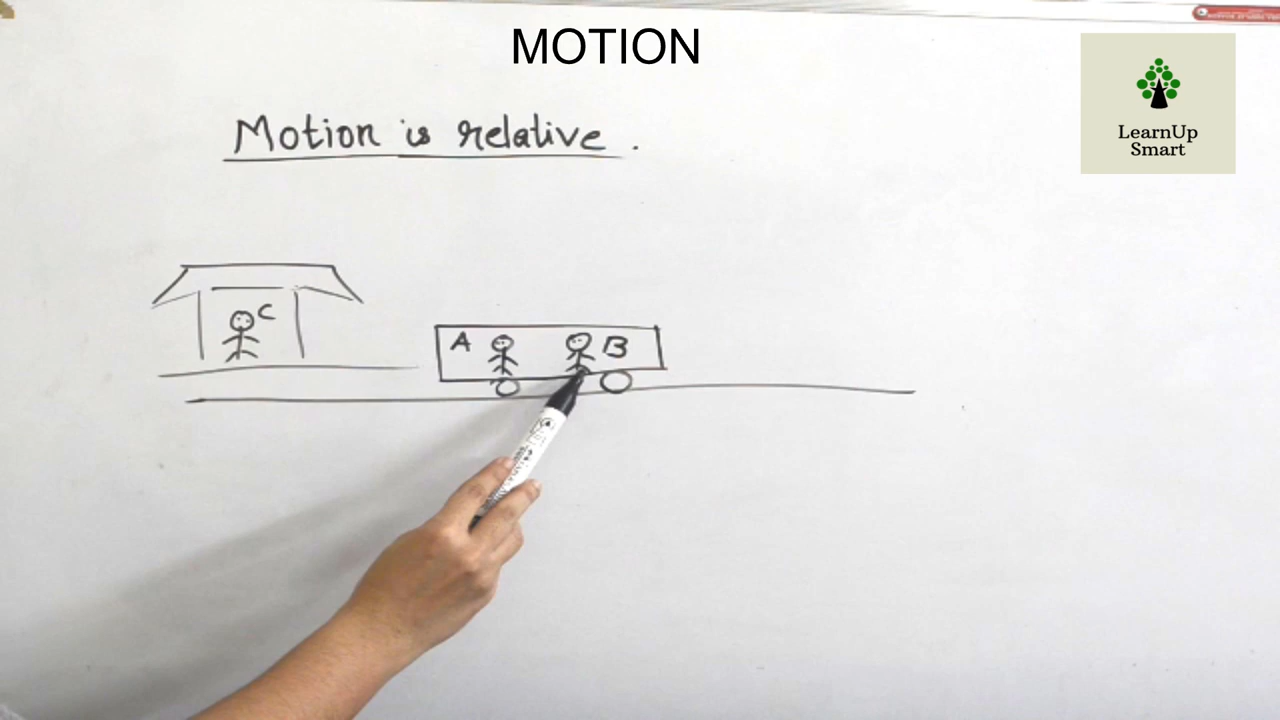 MOTION
LearnUp
Smart
Motion is relative .
C
A
B